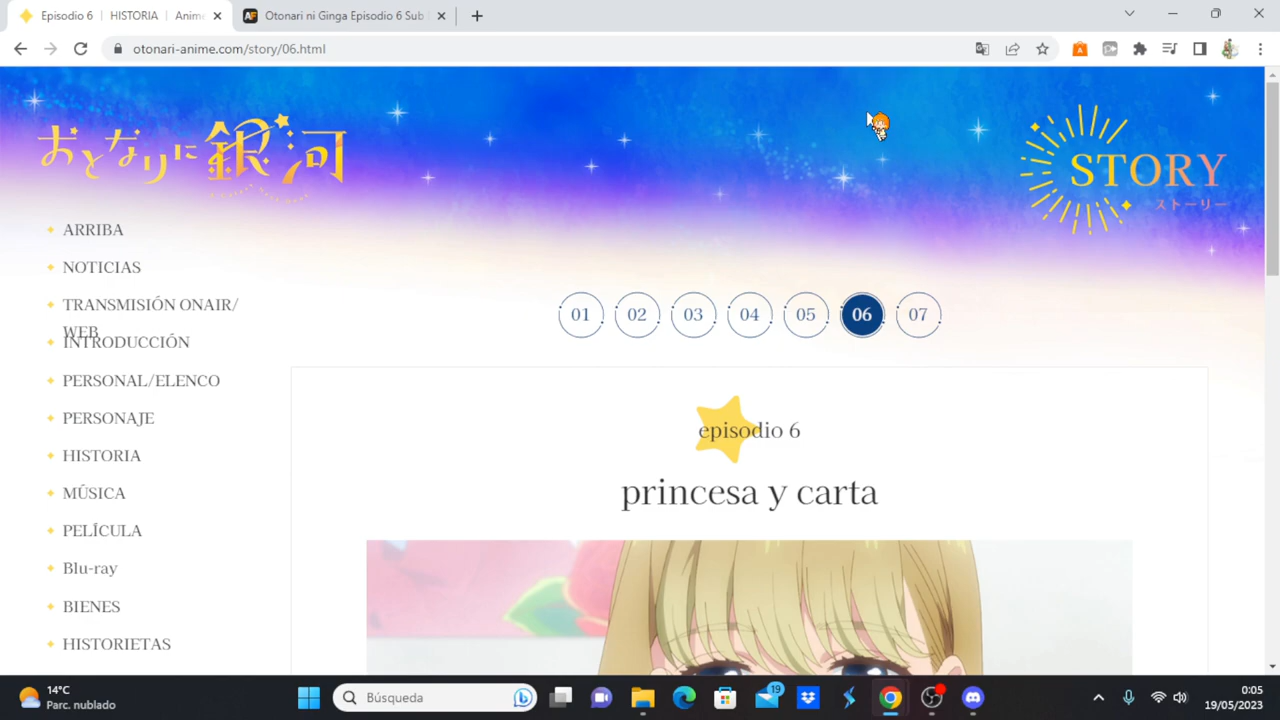 Episodio 6 | HISTORIA | Anime
Otonari ni Ginga Episodio 6 Sub
otonari-anime.com/story/06.html
おとなりに銀河
STORY
ストーリー
ARRIBA
NOTICIAS
TRANSMISIÓN ONAIR/
WEB
INTRODUCCIÓN
PERSONAL/ELENCO
PERSONAJE
HISTORIA
MÚSICA
PELÍCULA
Blu-ray
BIENES
HISTORIETAS
01 02 03 04 05 06 07
episodio 6
princesa y carta
14°C
Parc. nublado
Búsqueda
19
0:05
19/05/2023